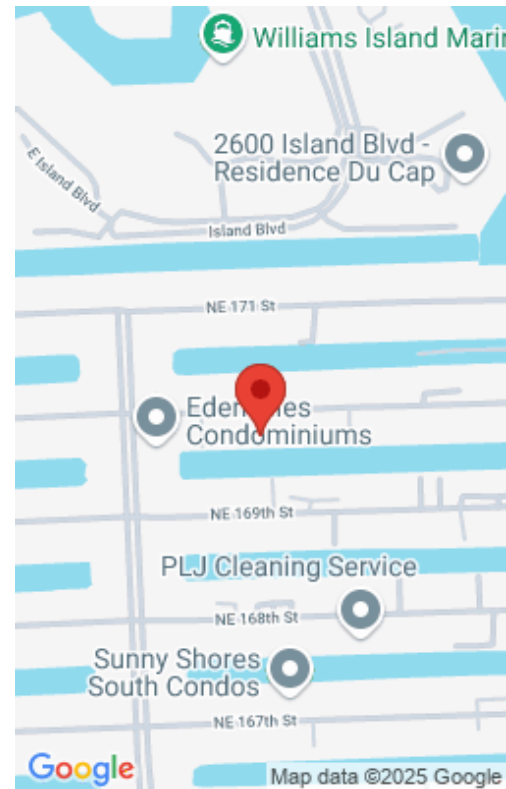 Williams Island Marin
2600 Island Blvd -
Residence Du Cap
E Island Blvd
Island Blvd
NE 171 St
Condominiums
NE 169th St
PLJ Cleaning Service
NE 168th St
Sunny Shores
South Condos
NE 167th St
Google
Map data ©2025 Google